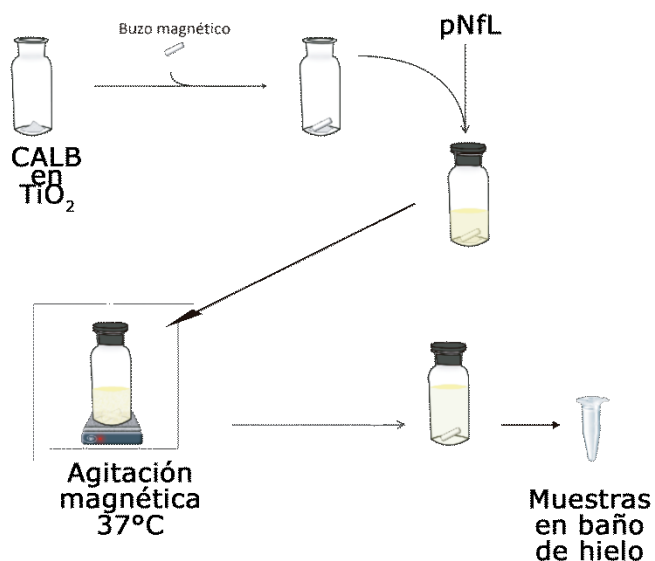 Buzo magnético
pNfL
CALB
en
TiO₂
Agitación
magnética
37°C
Muestras
en baño
de hielo